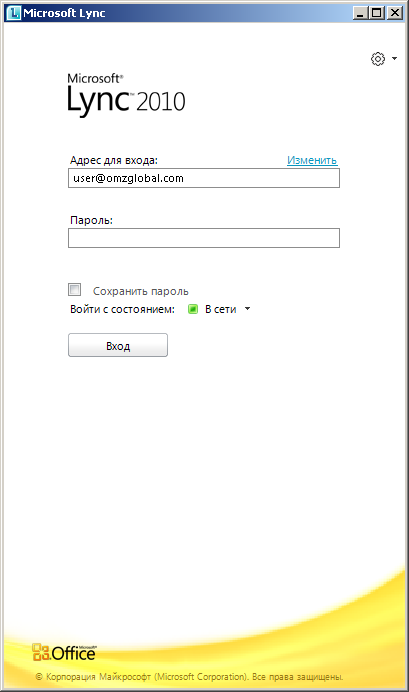 Microsoft Lync
Microsoft®
Lync™ 2010
Адрес для входа: Изменить
user@omzglobal.com
Пароль:
Сохранить пароль
Войти с состоянием: В сети
Вход
Microsoft®
Office
© Корпорация Майкрософт (Microsoft Corporation). Все права защищены.